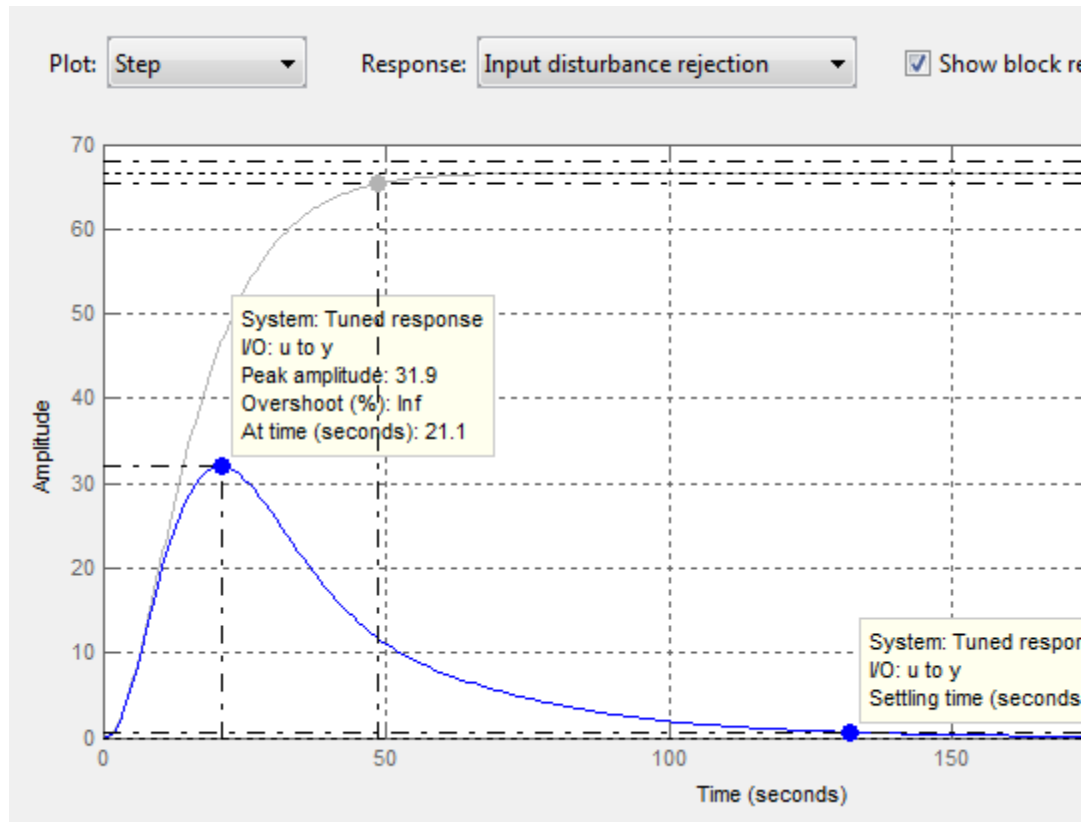 Plot: Step Response: Input disturbance rejection Show block re
70
60
50
40
30
20
10
0
Amplitude
System: Tuned response
I/O: u to y
Peak amplitude: 31.9
Overshoot (%): Inf
At time (seconds): 21.1
System: Tuned respon
I/O: u to y
Settling time (seconds
0 50 100 150
Time (seconds)